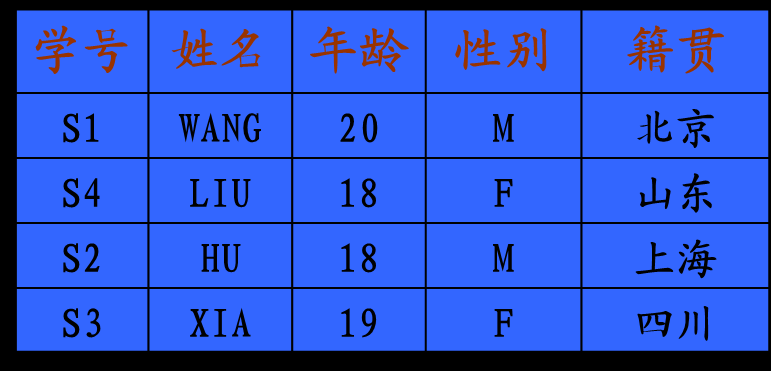 学号 姓名 年龄 性别 籍贯
S1 WANG 20 M 北京
S4 LIU 18 F 山东
S2 HU 18 M 上海
S3 XIA 19 F 四川